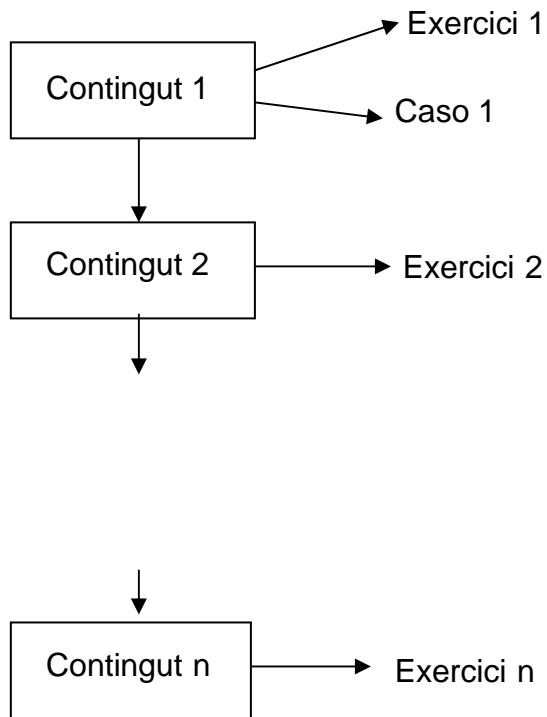 Exercici 1
Contingut 1
Caso 1
Contingut 2
Exercici 2
Contingut n
Exercici n